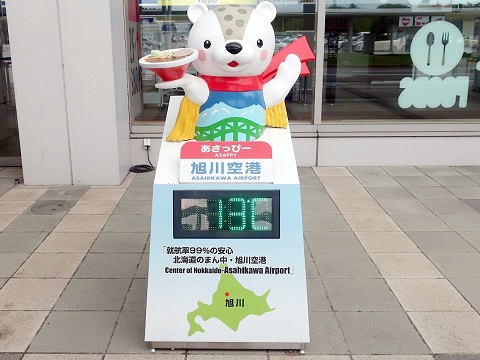 あさっぴー
ASAPPY
旭川空港
ASAHIKAWA AIRPORT
13℃
『就航率99%の安心
北海道のまん中・旭川空港
Center of Hokkaido-Asahikawa Airport』
旭川